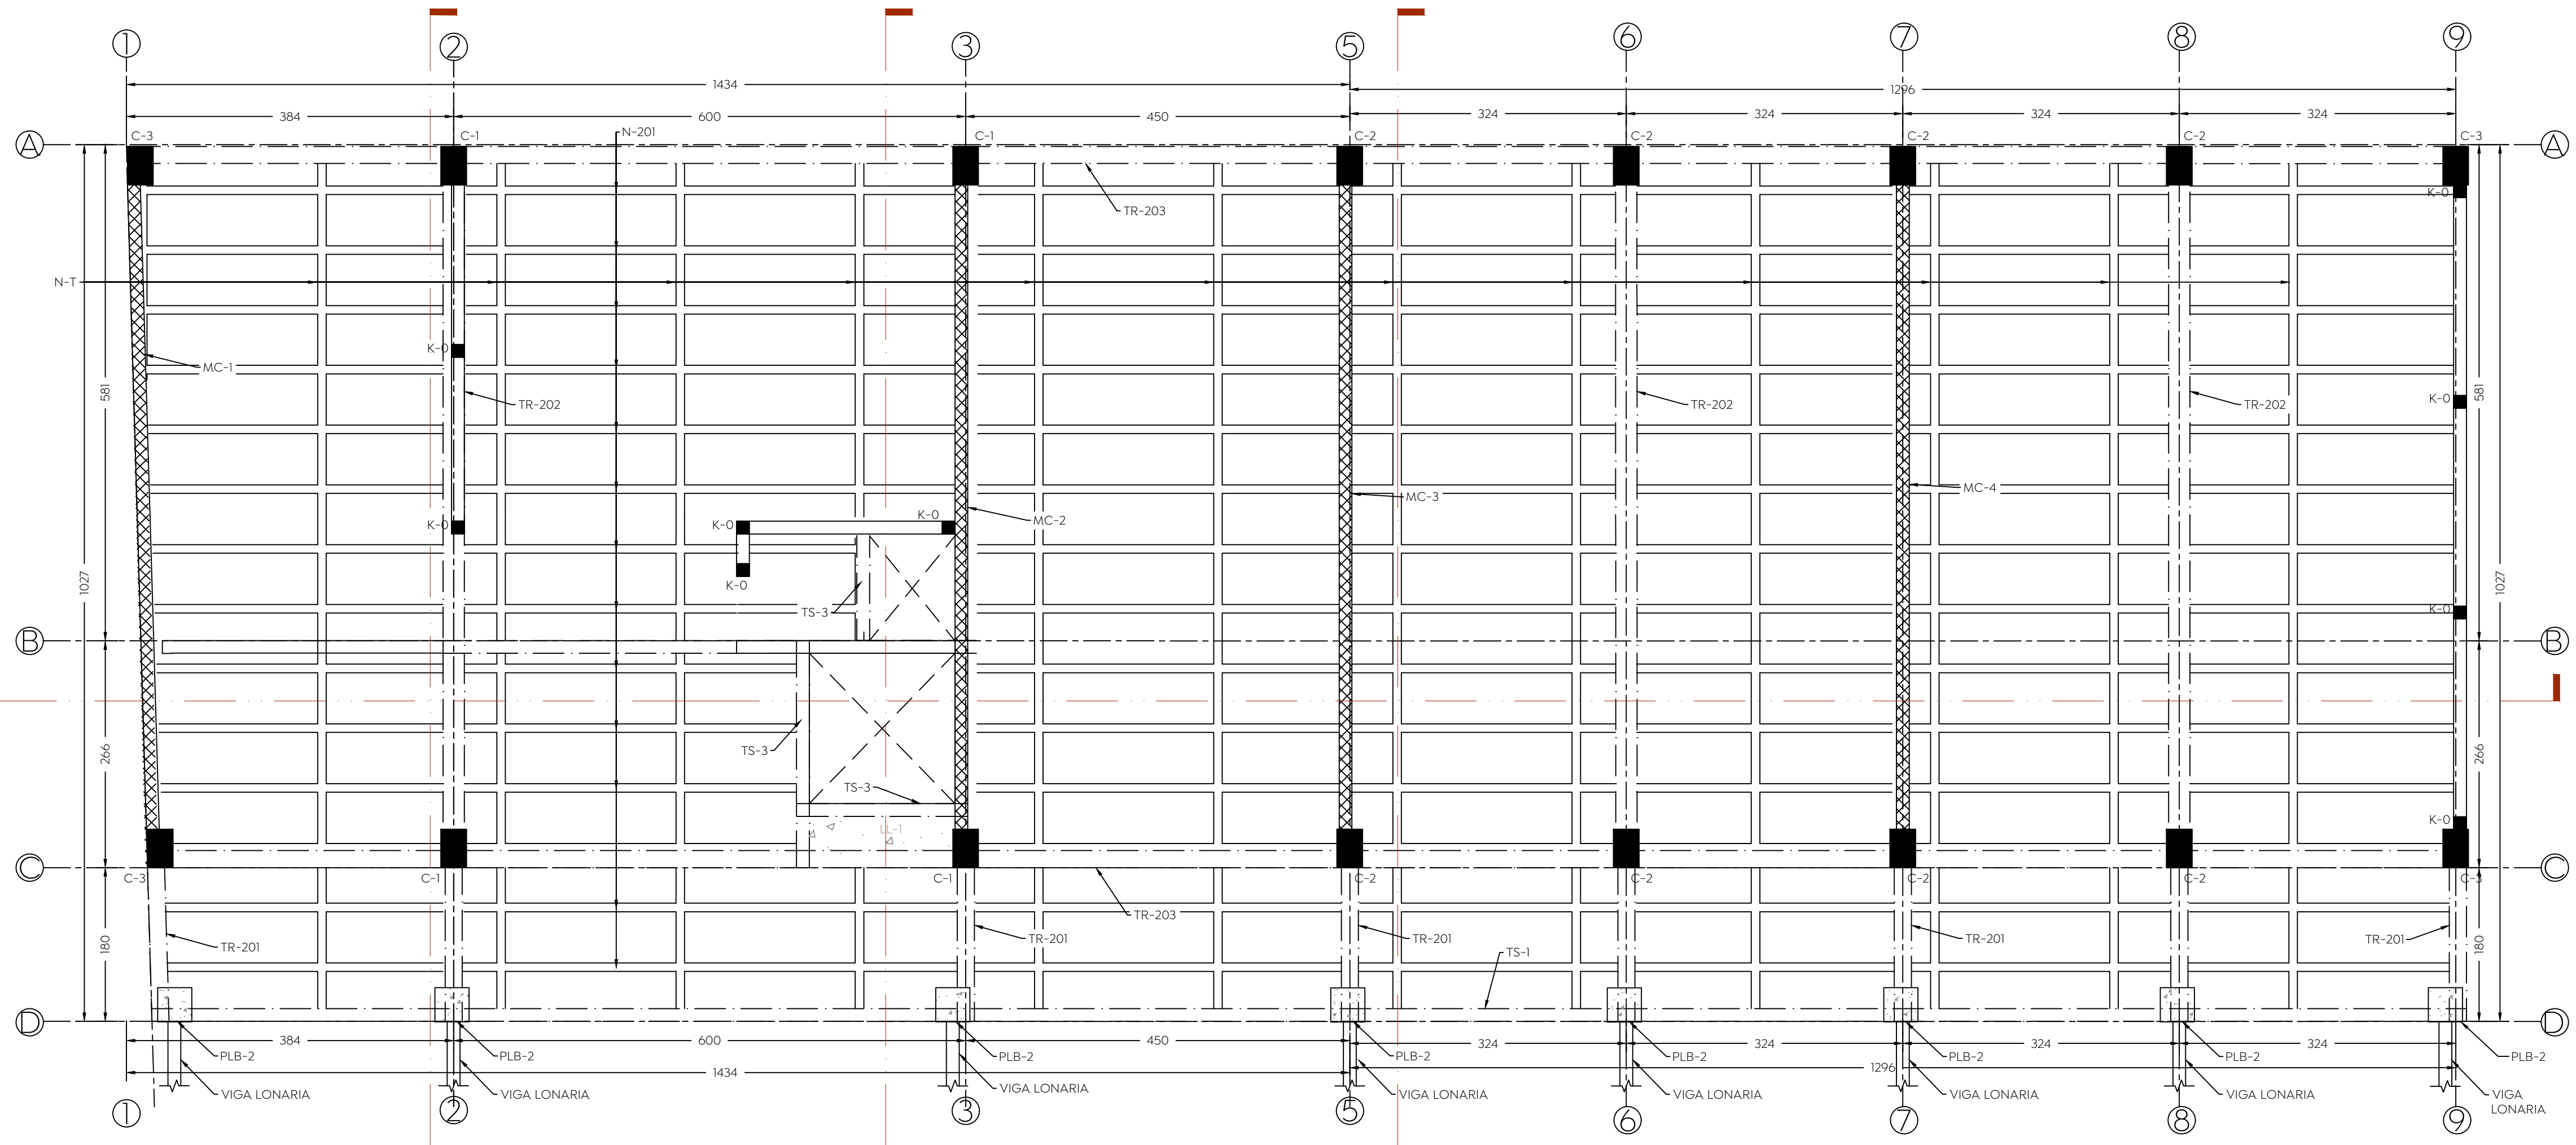 1
2
3
5
6
7
8
9
1434
1296
384
600
450
324
324
324
324
C-3
C-1
N-201
C-1
C-2
C-2
C-2
C-2
C-3
A
A
K-0
TR-203
N-T
K-0
MC-1
581
581
TR-202
TR-202
TR-202
K-0
MC-3
MC-4
K-0
K-0
K-0
MC-2
1027
1027
K-0
TS-3
K-0
B
B
TS-3
266
266
TS-3
LL-1
K-0
C
C
C-3
C-1
C-1
C-2
C-2
C-2
C-2
C-3
TR-203
180
180
TR-201
TR-201
TR-201
TR-201
TR-201
TS-1
D
D
384
600
450
324
324
324
324
PLB-2
PLB-2
PLB-2
PLB-2
PLB-2
PLB-2
PLB-2
PLB-2
1434
1296
VIGA LONARIA
VIGA LONARIA
VIGA LONARIA
VIGA LONARIA
VIGA LONARIA
VIGA LONARIA
VIGA LONARIA
VIGA
LONARIA
1
2
3
5
6
7
8
9